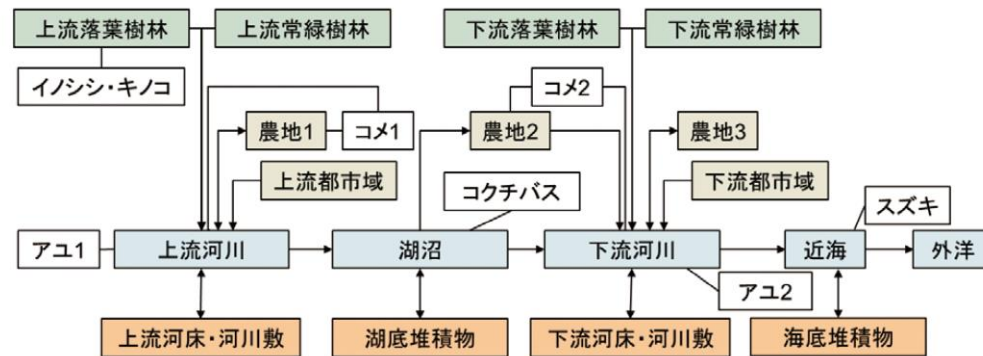 上流落葉樹林
上流常緑樹林
下流落葉樹林
下流常緑樹林
イノシシ・キノコ
コメ2
農地1
コメ1
農地2
農地3
上流都市域
コクチバス
下流都市域
スズキ
アユ1
上流河川
湖沼
下流河川
近海
外洋
アユ2
上流河床・河川敷
湖底堆積物
下流河床・河川敷
海底堆積物